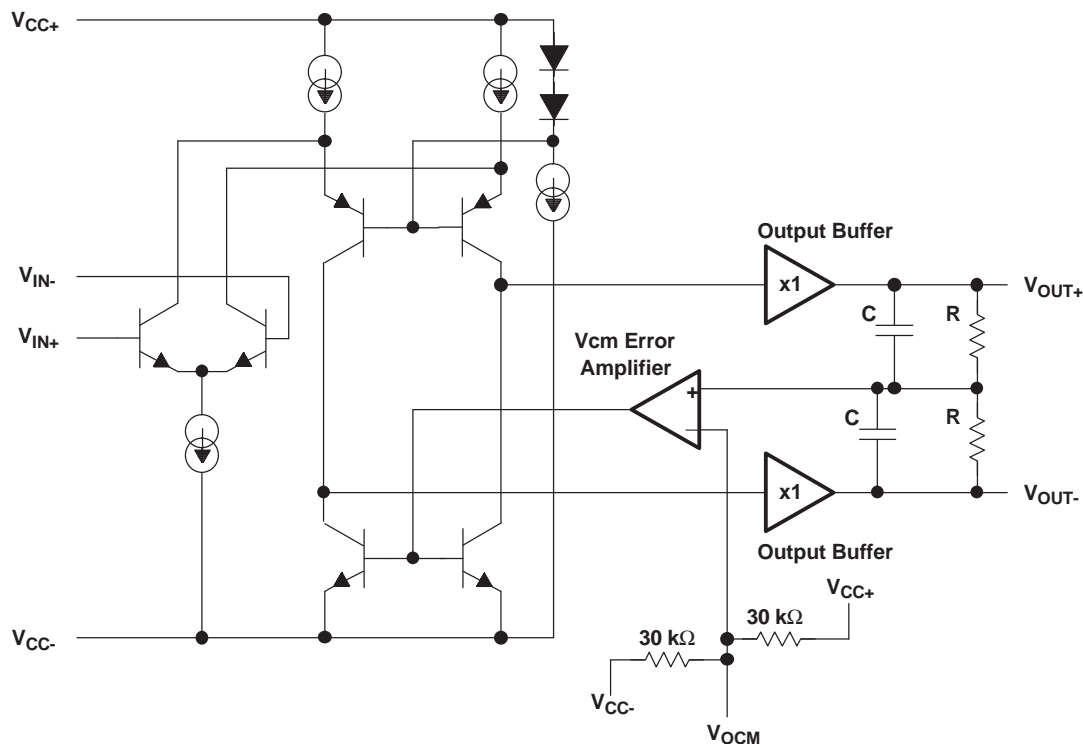 VCC+
Output Buffer
VIN-
x1
VOUT+
C
R
VIN+
Vcm Error
Amplifier
+
–
C
R
x1
VOUT-
Output Buffer
VCC+
30 kΩ
VCC-
30 kΩ
VCC-
VOCM